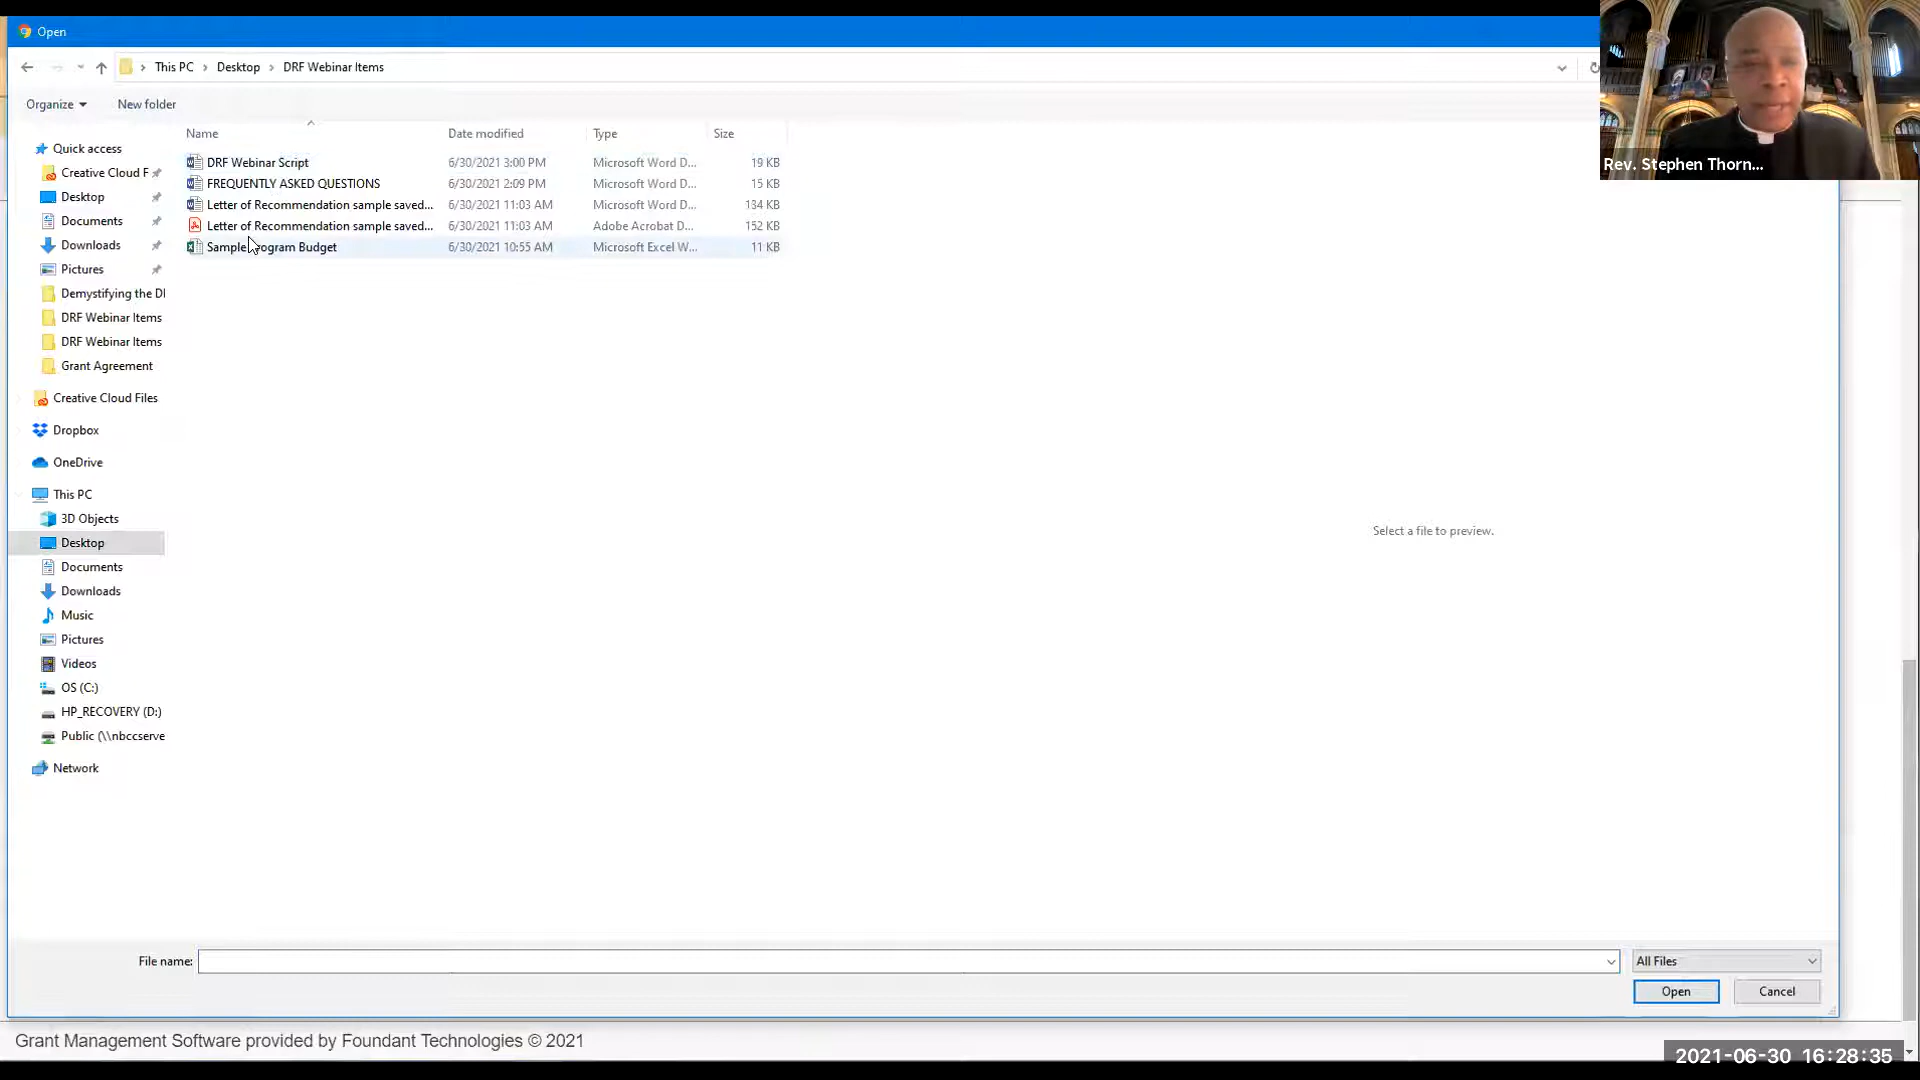 Open
This PC > Desktop > DRF Webinar Items
Organize
New folder
Name
Date modified
Type
Size
DRF Webinar Script 6/30/2021 3:00 PM Microsoft Word D... 19 KB
FREQUENTLY ASKED QUESTIONS 6/30/2021 2:09 PM Microsoft Word D... 15 KB
Letter of Recommendation sample saved... 6/30/2021 11:03 AM Microsoft Word D... 134 KB
Letter of Recommendation sample saved... 6/30/2021 11:03 AM Adobe Acrobat D... 152 KB
Sample Program Budget 6/30/2021 10:55 AM Microsoft Excel W... 11 KB
Quick access
Creative Cloud F
Desktop
Documents
Downloads
Pictures
Demystifying the DI
DRF Webinar Items
DRF Webinar Items
Grant Agreement
Creative Cloud Files
Dropbox
OneDrive
This PC
3D Objects
Desktop
Documents
Downloads
Music
Pictures
Videos
OS (C:)
HP_RECOVERY (D:)
Public (\\nbccserve
Network
Select a file to preview.
File name:
All Files
Open
Cancel
Rev. Stephen Thorn...
Grant Management Software provided by Foundant Technologies © 2021
2021-06-30 16:28:35